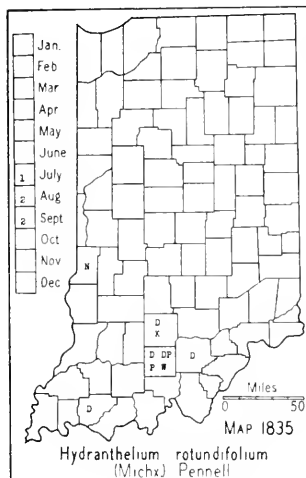 Jan.
Feb
Mar
Apr
May
June
1 July
2 Aug
2 Sept
Oct
Nov
Dec
N
D
K
D DP D
P W
D
Miles
0 50
MAP 1835
Hydranthelium rotundifolium
(Michx) Pennell